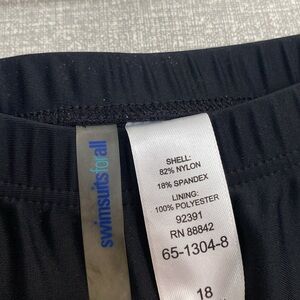 swimsuitsforall
SHELL:
82% NYLON
18% SPANDEX
LINING:
100% POLYESTER
92391
RN 88842
65-1304-8
18